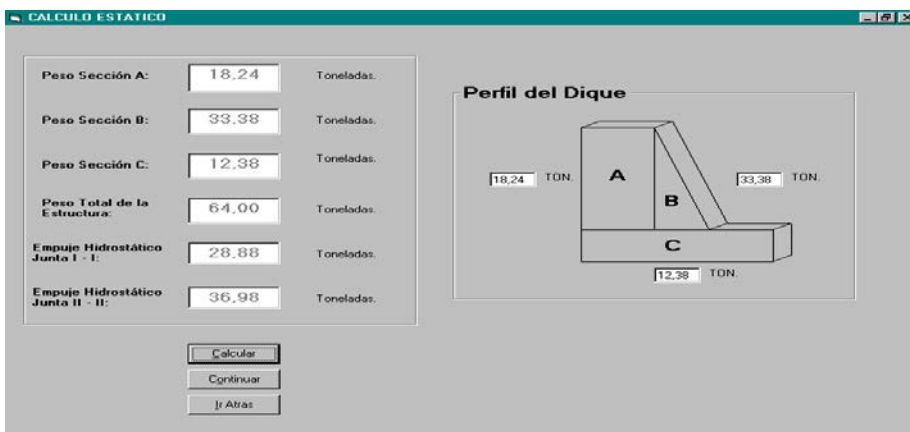 CALCULO ESTATICO
Peso Sección A: 18,24 Toneladas.
Peso Sección B: 33,38 Toneladas.
Peso Sección C: 12,38 Toneladas.
Peso Total de la
Estructura: 64,00 Toneladas.
Empuje Hidrostático
Junta I - I: 28,88 Toneladas.
Empuje Hidrostático
Junta II - II: 36,98 Toneladas.
Calcular
Continuar
Ir Atras
Perfil del Dique
A
B
C
18,24 TON.
33,38 TON.
12,38 TON.